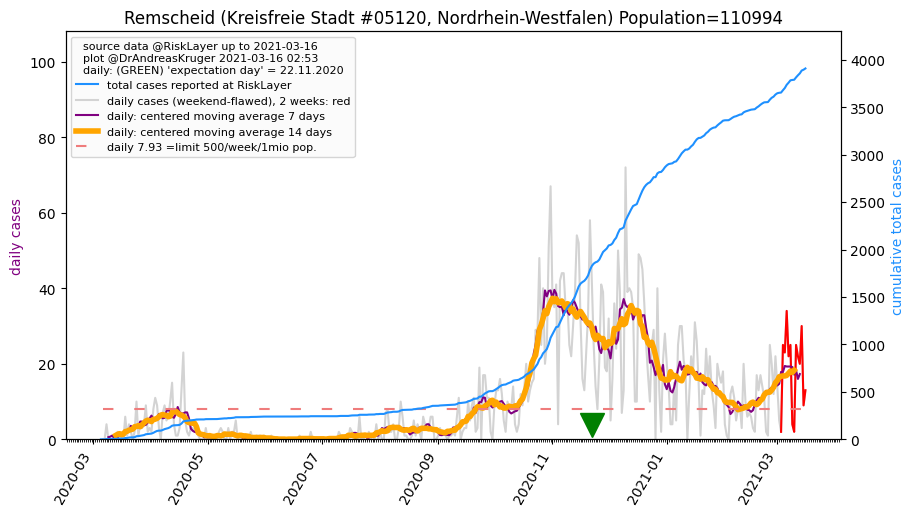 Remscheid (Kreisfreie Stadt #05120, Nordrhein-Westfalen) Population=110994
source data @RiskLayer up to 2021-03-16
plot @DrAndreasKruger 2021-03-16 02:53
daily: (GREEN) 'expectation day' = 22.11.2020
total cases reported at RiskLayer
daily cases (weekend-flawed), 2 weeks: red
daily: centered moving average 7 days
daily: centered moving average 14 days
daily 7.93 =limit 500/week/1mio pop.
daily cases
100
80
60
40
20
0
cumulative total cases
4000
3500
3000
2500
2000
1500
1000
500
0
2020-03
2020-05
2020-07
2020-09
2020-11
2021-01
2021-03